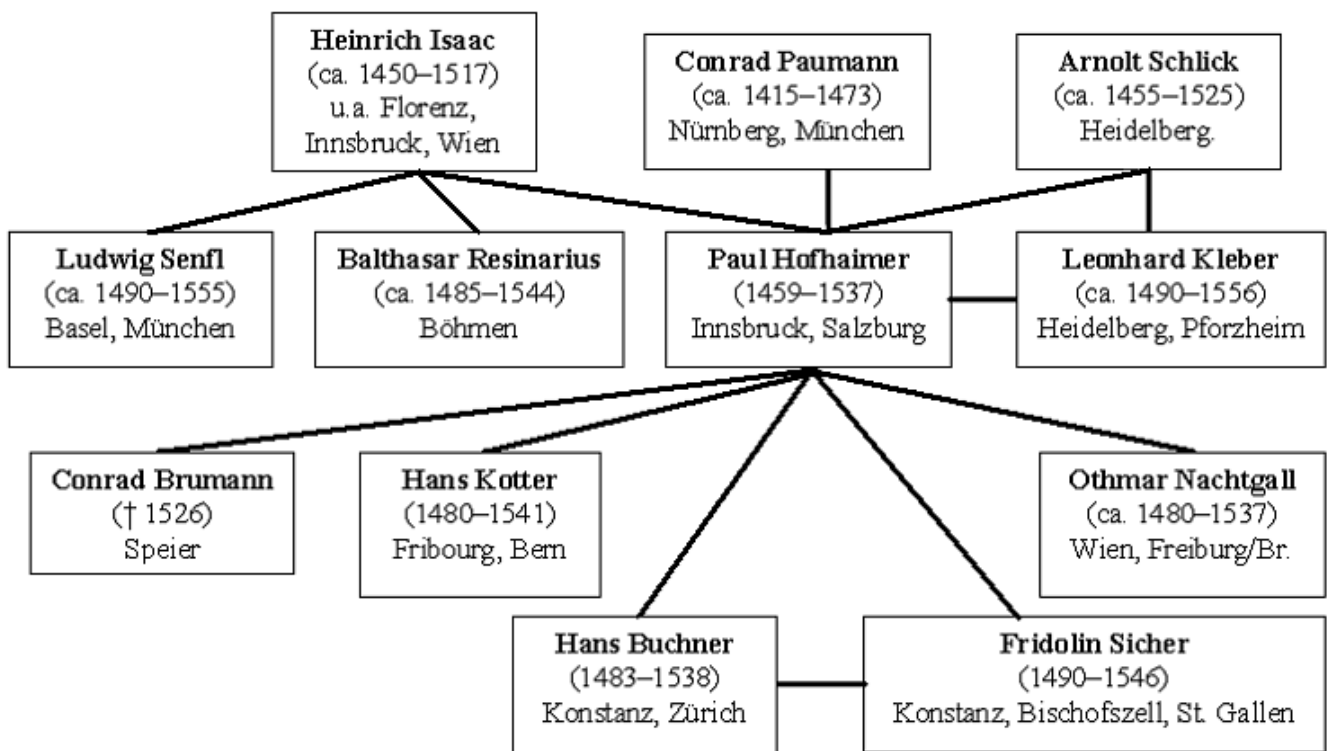 Heinrich Isaac
(ca. 1450–1517)
u.a. Florenz,
Innsbruck, Wien
Conrad Paumann
(ca. 1415–1473)
Nürnberg, München
Arnolt Schlick
(ca. 1455–1525)
Heidelberg.
Ludwig Senfl
(ca. 1490–1555)
Basel, München
Balthasar Resinarius
(ca. 1485–1544)
Böhmen
Paul Hofhaimer
(1459–1537)
Innsbruck, Salzburg
Leonhard Kleber
(ca. 1490–1556)
Heidelberg, Pforzheim
Conrad Brumann
(† 1526)
Speier
Hans Kotter
(1480–1541)
Fribourg, Bern
Othmar Nachtgall
(ca. 1480–1537)
Wien, Freiburg/Br.
Hans Buchner
(1483–1538)
Konstanz, Zürich
Fridolin Sicher
(1490–1546)
Konstanz, Bischofszell, St. Gallen